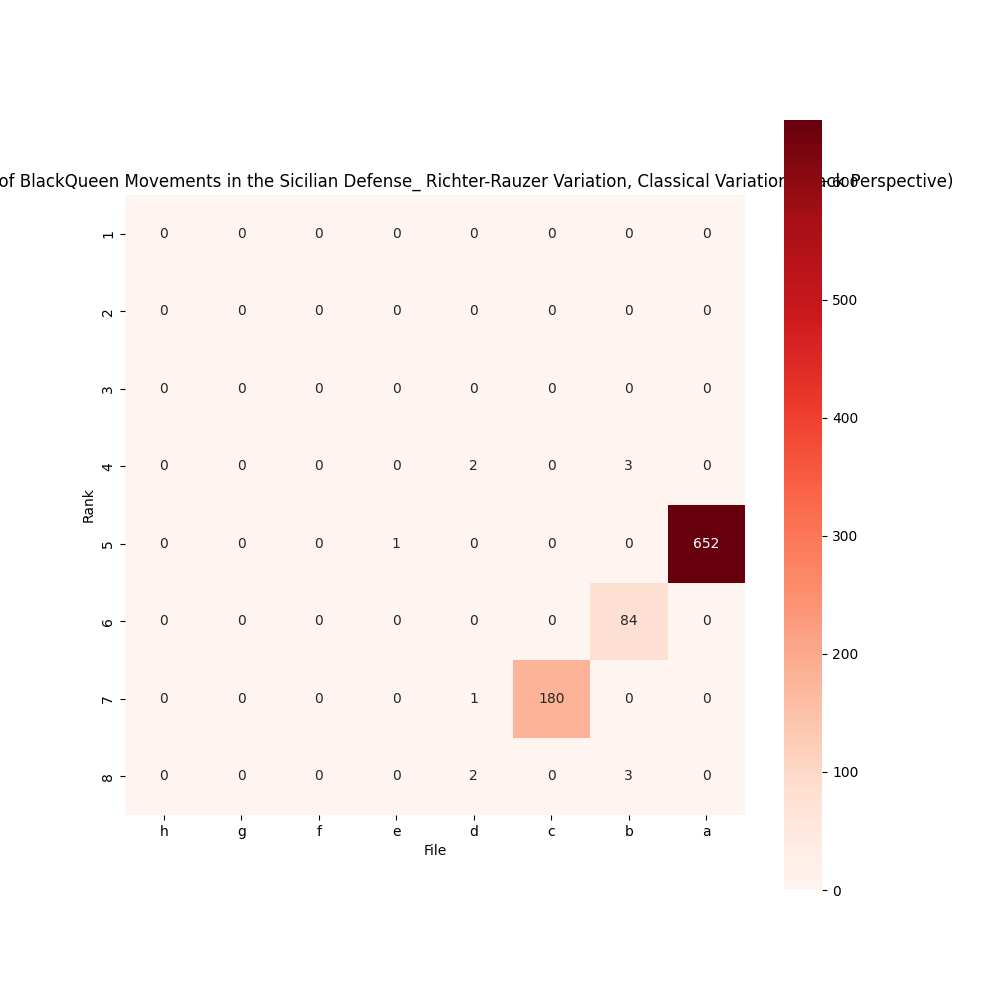 of BlackQueen Movements in the Sicilian Defense_ Richter-Rauzer Variation, Classical Variation Perspective)
600
1 0 0 0 0 0 0 0 0
2 0 0 0 0 0 0 0 0
500
3 0 0 0 0 0 0 0 0
400
4 0 0 0 0 2 0 3 0
Rank
5 0 0 0 1 0 0 0 652
300
6 0 0 0 0 0 0 84 0
200
7 0 0 0 0 1 180 0 0
100
8 0 0 0 0 2 0 3 0
h g f e d c b a
File
0